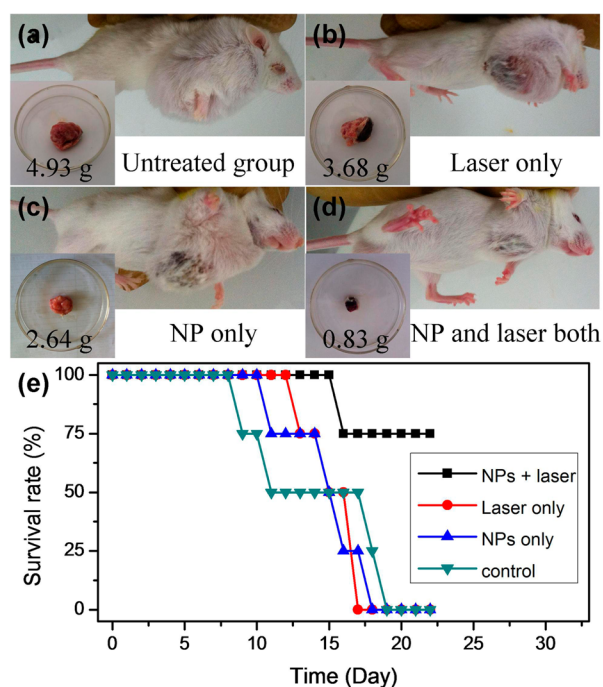 (a)
4.93 g
Untreated group
(b)
3.68 g
Laser only
(c)
2.64 g
NP only
(d)
0.83 g
NP and laser both
(e)
Survival rate (%)
100
75
50
25
0
NPs + laser
Laser only
NPs only
control
0 5 10 15 20 25 30
Time (Day)